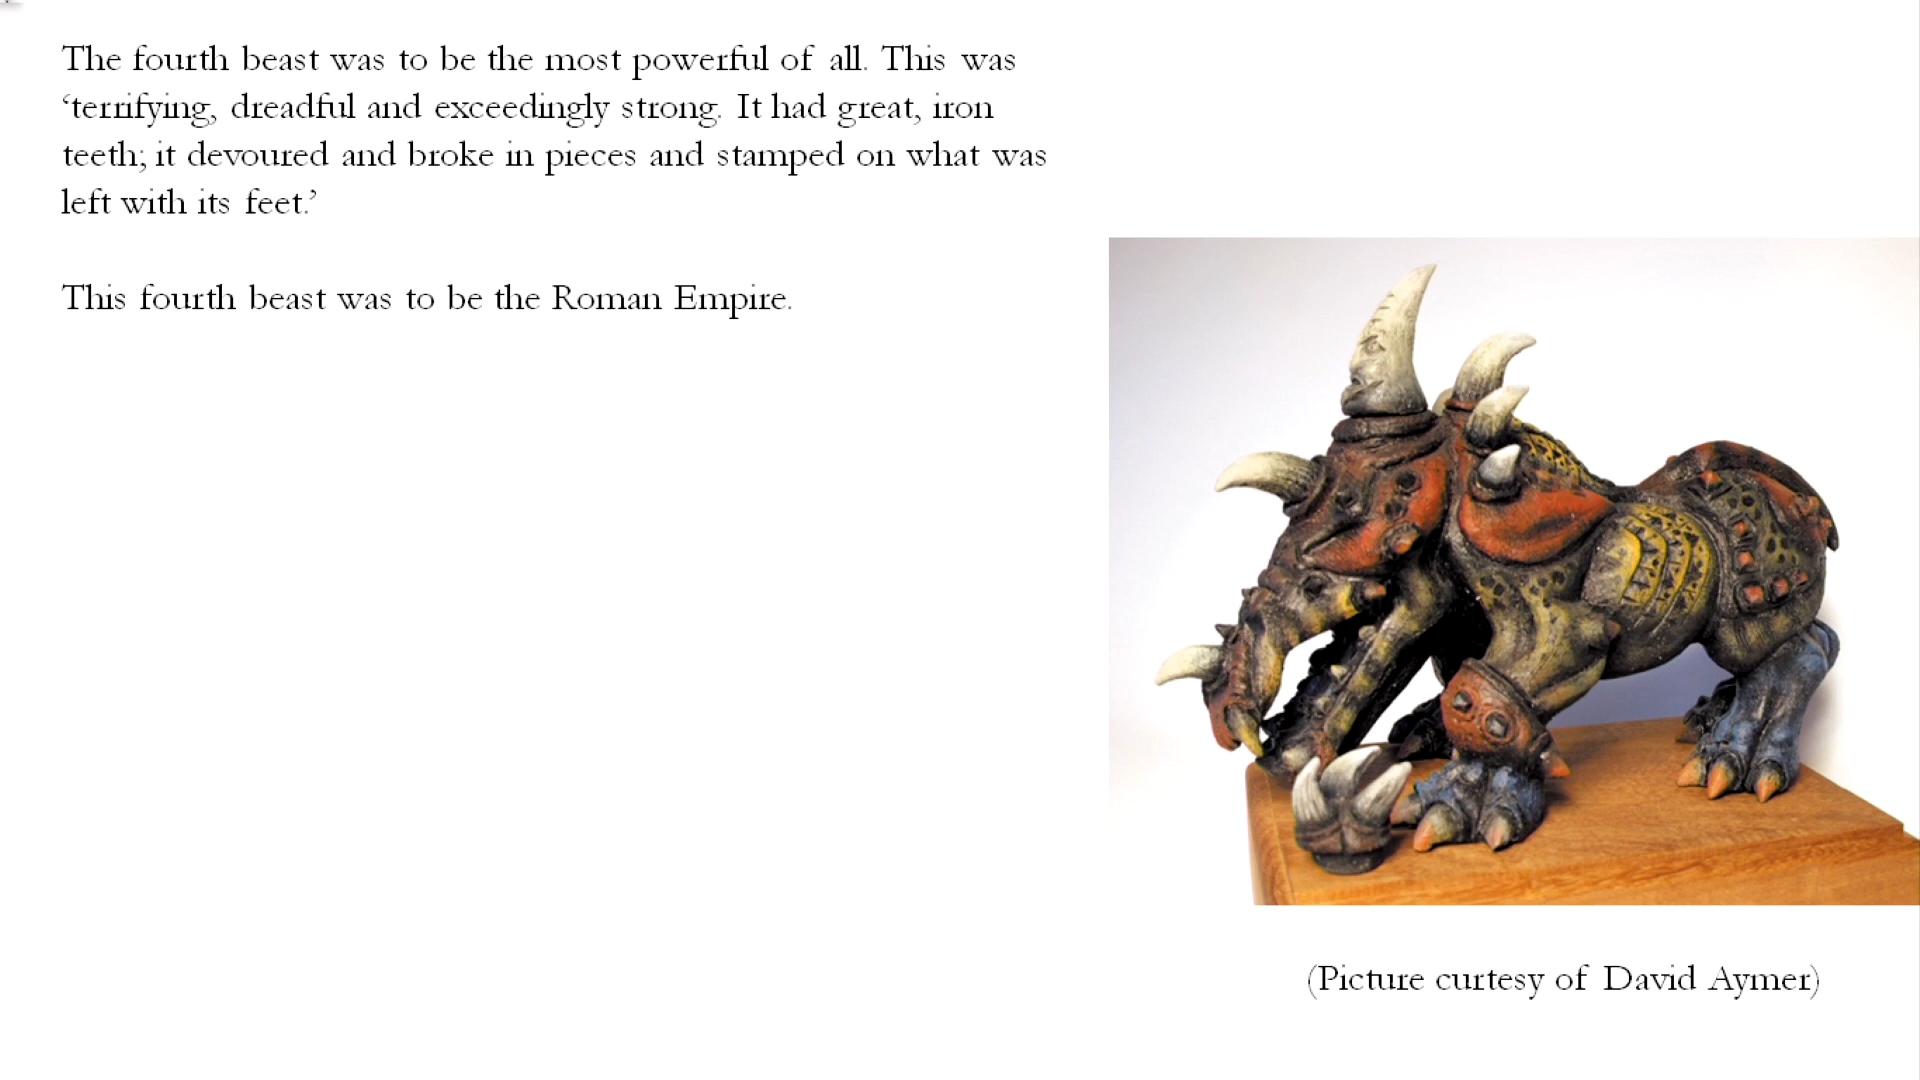 The fourth beast was to be the most powerful of all. This was
‘terrifying, dreadful and exceedingly strong. It had great, iron
teeth; it devoured and broke in pieces and stamped on what was
left with its feet.’
This fourth beast was to be the Roman Empire.
(Picture curtesy of David Aymer)